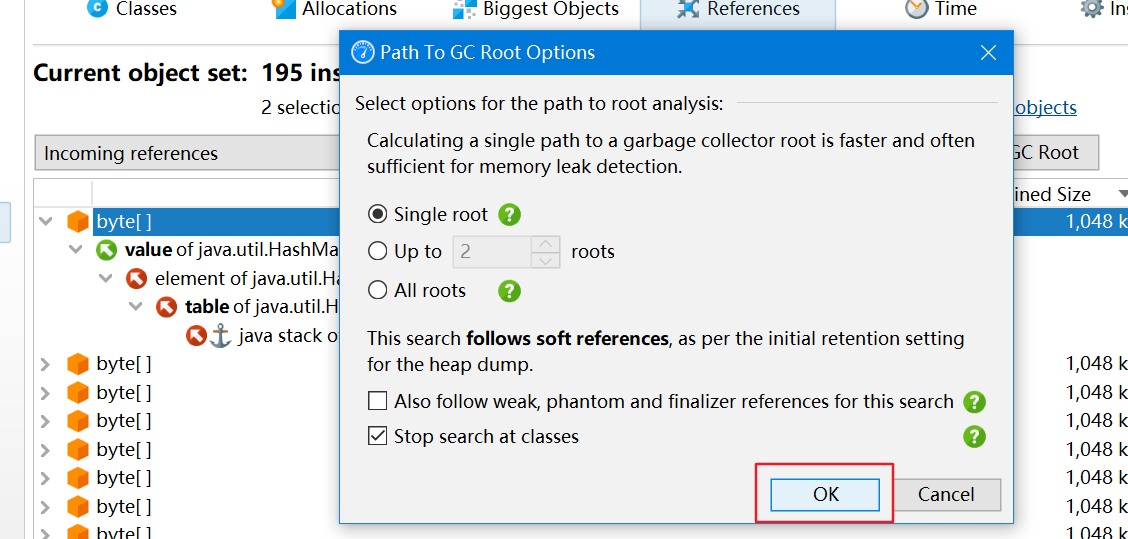 Classes
Allocations
Biggest Objects
References
Time
Current object set: 195 ins
2 selectio
objects
Incoming references
GC Root
ined Size
byte[ ]
1,048 k
value of java.util.HashMa
element of java.util.Ha
table of java.util.H
java stack o
byte[ ]
1,048 k
byte[ ]
1,048 k
byte[ ]
1,048 k
byte[ ]
1,048 k
byte[ ]
1,048 k
byte[ ]
1,048 k
byte[ ]
1,048 k
Path To GC Root Options
Select options for the path to root analysis:
Calculating a single path to a garbage collector root is faster and often
sufficient for memory leak detection.
Single root ?
Up to 2 roots
All roots ?
This search follows soft references, as per the initial retention setting
for the heap dump.
Also follow weak, phantom and finalizer references for this search ?
Stop search at classes ?
OK
Cancel